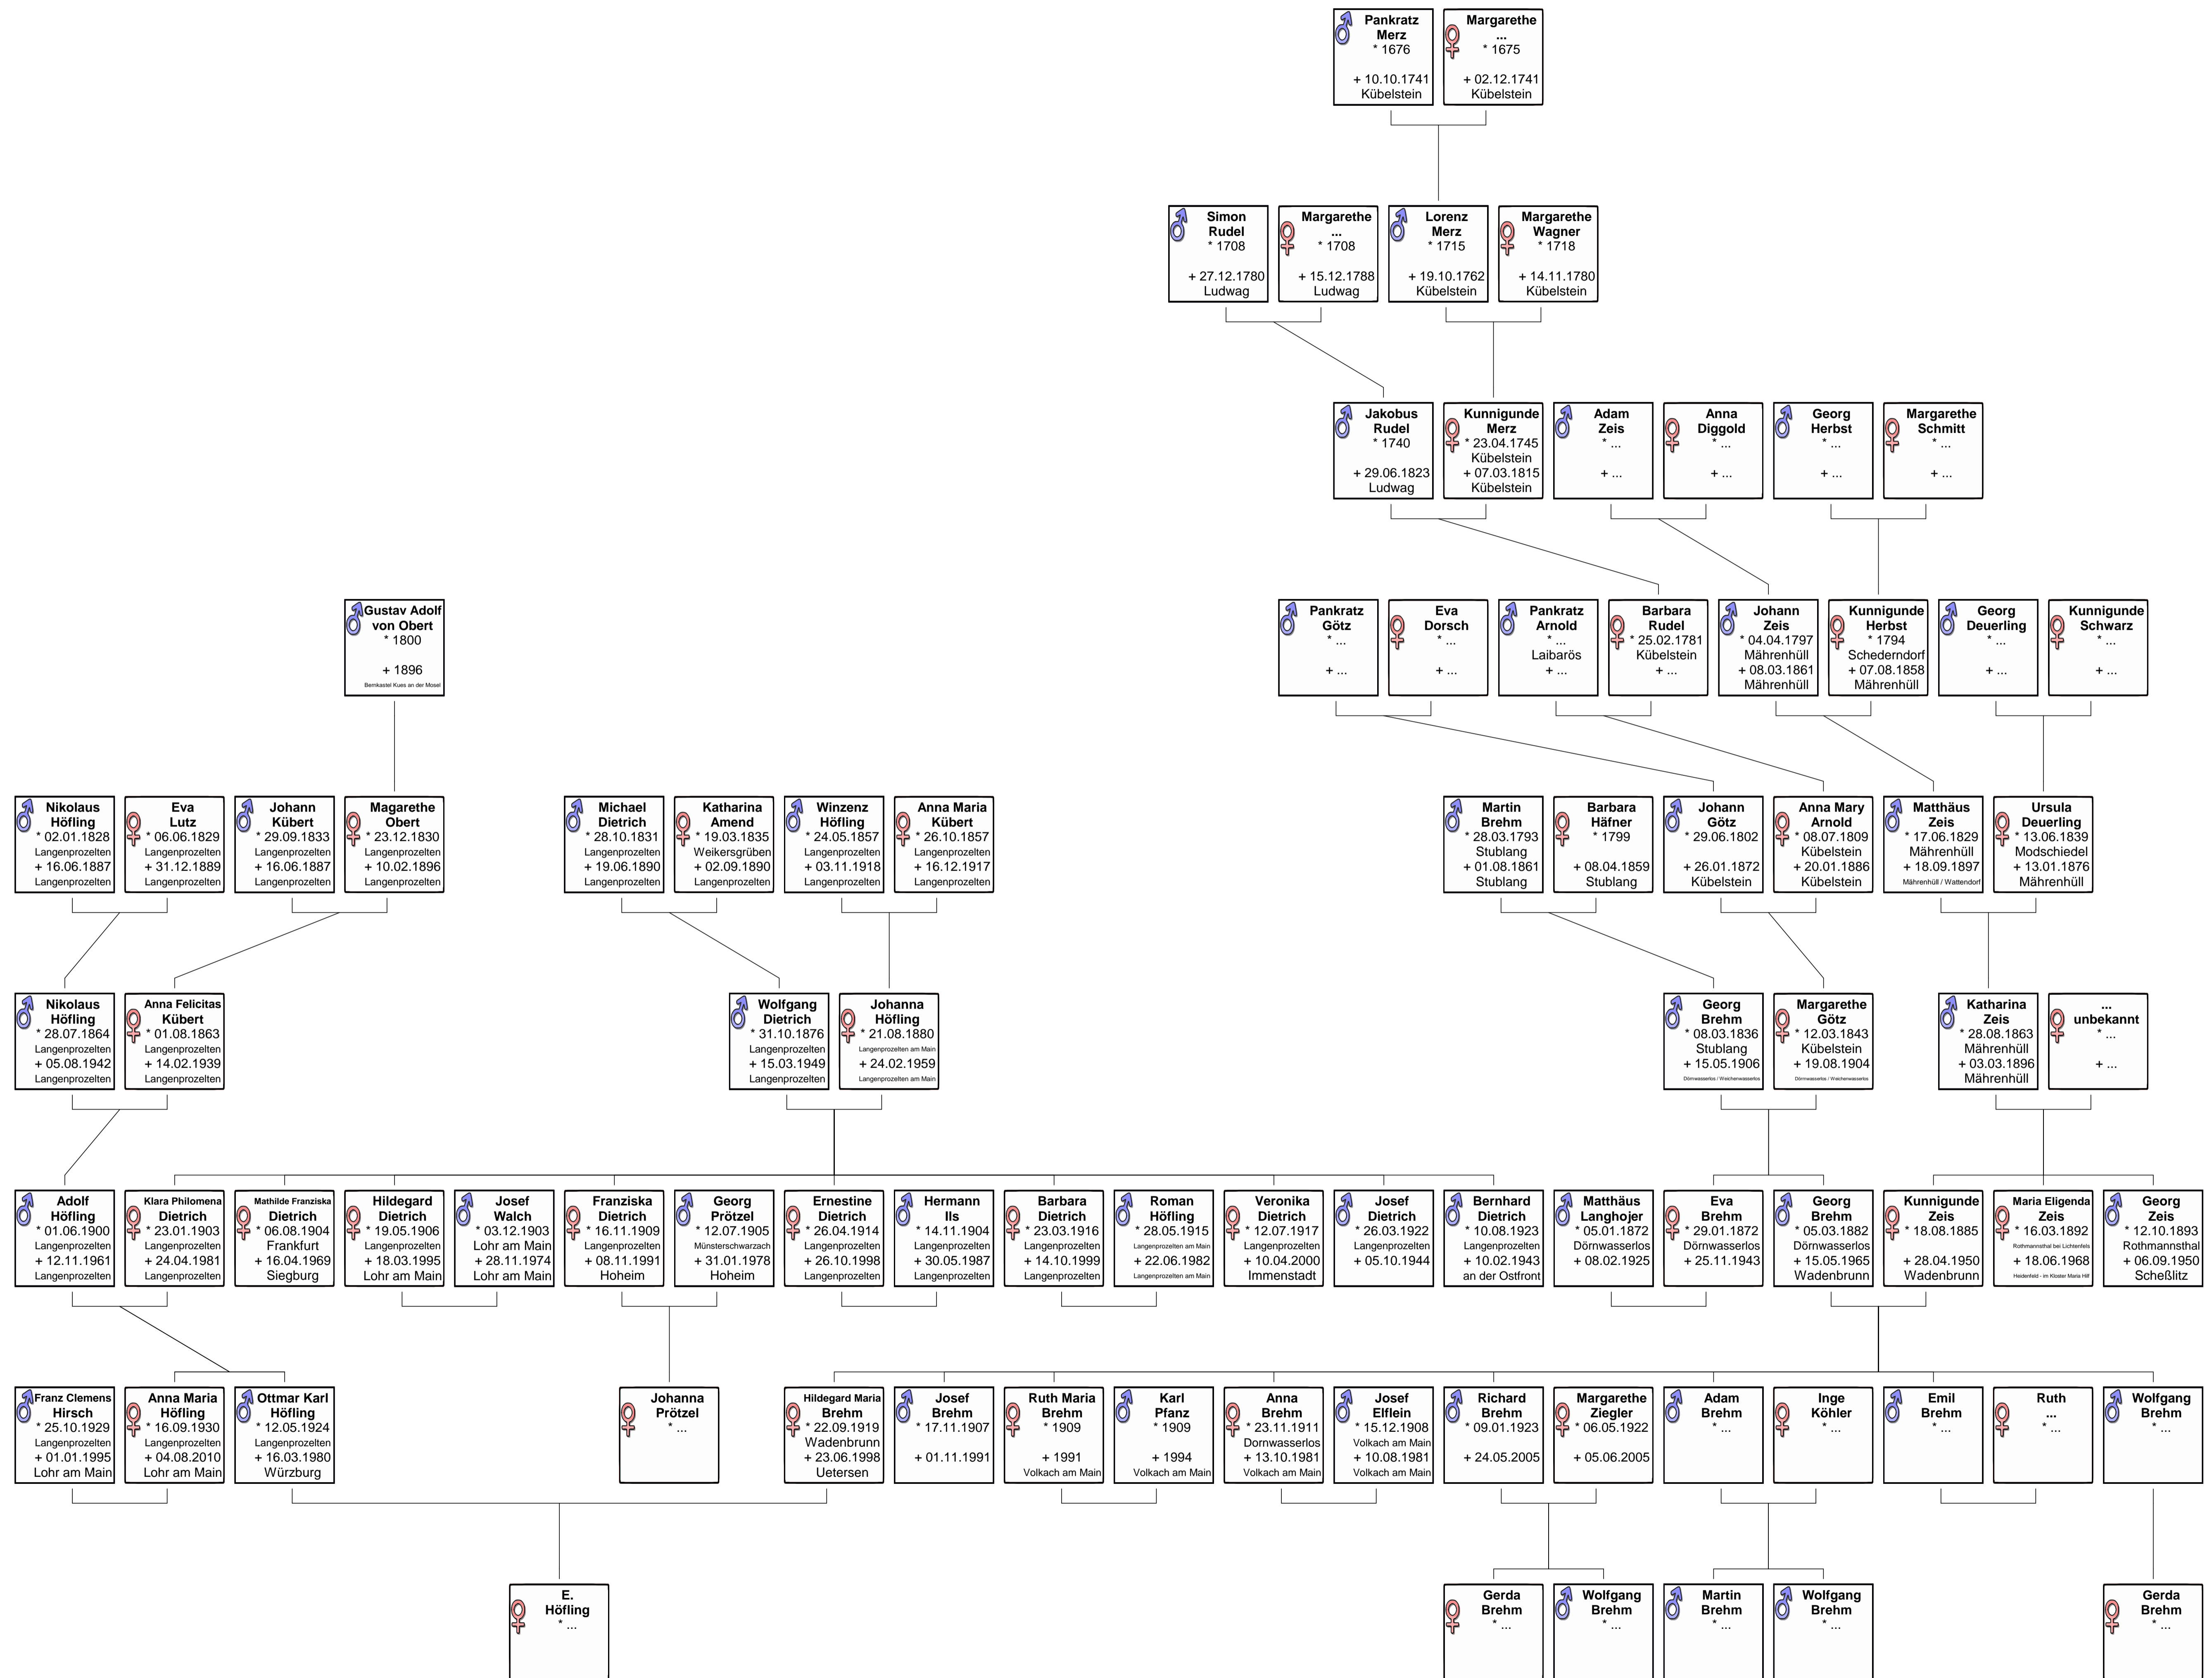 Pankratz
Merz
* 1676
+ 10.10.1741
Kübelstein
Margarethe
...
* 1675
+ 02.12.1741
Kübelstein
Simon
Rudel
* 1708
+ 27.12.1780
Ludwag
Margarethe
...
* 1708
+ 15.12.1788
Ludwag
Lorenz
Merz
* 1715
+ 19.10.1762
Kübelstein
Margarethe
Wagner
* 1718
+ 14.11.1780
Kübelstein
Jakobus
Rudel
* 1740
+ 29.06.1823
Ludwag
Kunnigunde
Merz
* 23.04.1745
Kübelstein
+ 07.03.1815
Kübelstein
Adam
Zeis
* ...
+ ...
Anna
Diggold
* ...
+ ...
Georg
Herbst
* ...
+ ...
Margarethe
Schmitt
* ...
+ ...
Gustav Adolf
von Obert
* 1800
+ 1896
Bernkastel Kues an der Mosel
Pankratz
Götz
* ...
+ ...
Eva
Dorsch
* ...
+ ...
Pankratz
Arnold
* ...
Laibarös
+ ...
Barbara
Rudel
* 25.02.1781
Kübelstein
+ ...
Johann
Zeis
* 04.04.1797
Mährenhüll
+ 08.03.1861
Mährenhüll
Kunnigunde
Herbst
* 1794
Schederndorf
+ 07.08.1858
Mährenhüll
Georg
Deuerling
* ...
+ ...
Kunnigunde
Schwarz
* ...
+ ...
Nikolaus
Höfling
* 02.01.1828
Langenprozelten
+ 16.06.1887
Langenprozelten
Eva
Lutz
* 06.06.1829
Langenprozelten
+ 31.12.1889
Langenprozelten
Johann
Kübert
* 29.09.1833
Langenprozelten
+ 16.06.1887
Langenprozelten
Magarethe
Obert
* 23.12.1830
Langenprozelten
+ 10.02.1896
Langenprozelten
Michael
Dietrich
* 28.10.1831
Langenprozelten
+ 19.06.1890
Langenprozelten
Katharina
Amend
* 19.03.1835
Weikersgrüben
+ 02.09.1890
Langenprozelten
Winzenz
Höfling
* 24.05.1857
Langenprozelten
+ 03.11.1918
Langenprozelten
Anna Maria
Kübert
* 26.10.1857
Langenprozelten
+ 16.12.1917
Langenprozelten
Martin
Brehm
* 28.03.1793
Stublang
+ 01.08.1861
Stublang
Barbara
Häfner
* 1799
+ 08.04.1859
Stublang
Johann
Götz
* 29.06.1802
+ 26.01.1872
Kübelstein
Anna Mary
Arnold
* 08.07.1809
Kübelstein
+ 20.01.1886
Kübelstein
Matthäus
Zeis
* 17.06.1829
Mährenhüll
+ 18.09.1897
Mährenhüll / Wattendorf
Ursula
Deuerling
* 13.06.1839
Modschiedel
+ 13.01.1876
Mährenhüll
Nikolaus
Höfling
* 28.07.1864
Langenprozelten
+ 05.08.1942
Langenprozelten
Anna Felicitas
Kübert
* 01.08.1863
Langenprozelten
+ 14.02.1939
Langenprozelten
Wolfgang
Dietrich
* 31.10.1876
Langenprozelten
+ 15.03.1949
Langenprozelten
Johanna
Höfling
* 21.08.1880
Langenprozelten am Main
+ 24.02.1959
Langenprozelten am Main
Georg
Brehm
* 08.03.1836
Stublang
+ 15.05.1906
Dörnwasserlos / Weichenwasserlos
Margarethe
Götz
* 12.03.1843
Kübelstein
+ 19.08.1904
Dörnwasserlos / Weichenwasserlos
Katharina
Zeis
* 28.08.1863
Mährenhüll
+ 03.03.1896
Mährenhüll
...
unbekannt
* ...
+ ...
Adolf
Höfling
* 01.06.1900
Langenprozelten
+ 12.11.1961
Langenprozelten
Klara Philomena
Dietrich
* 23.01.1903
Langenprozelten
+ 24.04.1981
Langenprozelten
Mathilde Franziska
Dietrich
* 06.08.1904
Frankfurt
+ 16.04.1969
Siegburg
Hildegard
Dietrich
* 19.05.1906
Langenprozelten
+ 18.03.1995
Lohr am Main
Josef
Walch
* 03.12.1903
Lohr am Main
+ 28.11.1974
Lohr am Main
Franziska
Dietrich
* 16.11.1909
Langenprozelten
+ 08.11.1991
Hoheim
Georg
Prötzel
* 12.07.1905
Münsterschwarzach
+ 31.01.1978
Hoheim
Ernestine
Dietrich
* 26.04.1914
Langenprozelten
+ 26.10.1998
Langenprozelten
Hermann
Ils
* 14.11.1904
Langenprozelten
+ 30.05.1987
Langenprozelten
Barbara
Dietrich
* 23.03.1916
Langenprozelten
+ 14.10.1999
Langenprozelten
Roman
Höfling
* 28.05.1915
Langenprozelten am Main
+ 22.06.1982
Langenprozelten am Main
Veronika
Dietrich
* 12.07.1917
Langenprozelten
+ 10.04.2000
Immenstadt
Josef
Dietrich
* 26.03.1922
Langenprozelten
+ 05.10.1944
Bernhard
Dietrich
* 10.08.1923
Langenprozelten
+ 10.02.1943
an der Ostfront
Matthäus
Langhojer
* 05.01.1872
Dörnwasserlos
+ 08.02.1925
Eva
Brehm
* 29.01.1872
Dörnwasserlos
+ 25.11.1943
Georg
Brehm
* 05.03.1882
Dörnwasserlos
+ 15.05.1965
Wadenbrunn
Kunnigunde
Zeis
* 18.08.1885
+ 28.04.1950
Wadenbrunn
Maria Eligenda
Zeis
* 16.03.1892
Rothmannsthal bei Lichtenfels
+ 18.06.1968
Heidenfeld - im Kloster Maria Hilf
Georg
Zeis
* 12.10.1893
Rothmannsthal
+ 06.09.1950
Scheßlitz
Franz Clemens
Hirsch
* 25.10.1929
Langenprozelten
+ 01.01.1995
Lohr am Main
Anna Maria
Höfling
* 16.09.1930
Langenprozelten
+ 04.08.2010
Lohr am Main
Ottmar Karl
Höfling
* 12.05.1924
Langenprozelten
+ 16.03.1980
Würzburg
Johanna
Prötzel
* ...
Hildegard Maria
Brehm
* 22.09.1919
Wadenbrunn
+ 23.06.1998
Uetersen
Josef
Brehm
* 17.11.1907
+ 01.11.1991
Ruth Maria
Brehm
* 1909
+ 1991
Volkach am Main
Karl
Pfanz
* 1909
+ 1994
Volkach am Main
Anna
Brehm
* 23.11.1911
Dornwasserlos
+ 13.10.1981
Volkach am Main
Josef
Elflein
* 15.12.1908
Volkach am Main
+ 10.08.1981
Volkach am Main
Richard
Brehm
* 09.01.1923
+ 24.05.2005
Margarethe
Ziegler
* 06.05.1922
+ 05.06.2005
Adam
Brehm
* ...
Inge
Köhler
* ...
Emil
Brehm
* ...
Ruth
...
* ...
Wolfgang
Brehm
* ...
E.
Höfling
* ...
Gerda
Brehm
* ...
Wolfgang
Brehm
* ...
Martin
Brehm
* ...
Wolfgang
Brehm
* ...
Gerda
Brehm
* ...